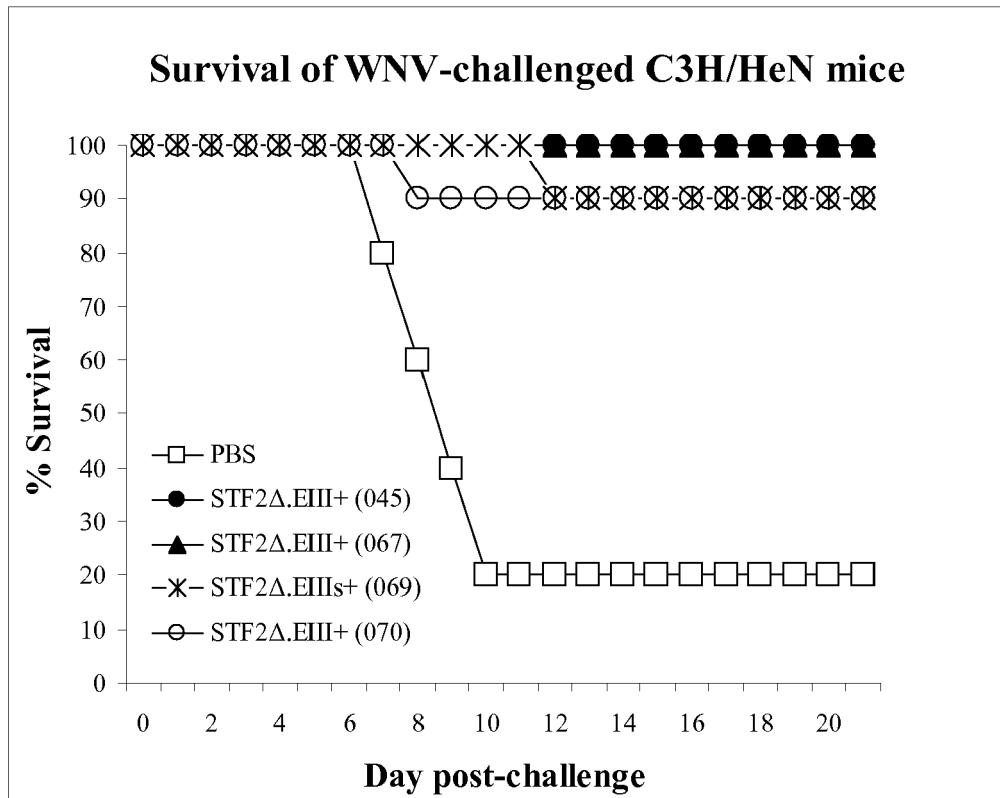 Survival of WNV-challenged C3H/HeN mice
% Survival
100
90
80
70
60
50
40
30
20
10
0
PBS
STF2Δ.EIII+ (045)
STF2Δ.EIII+ (067)
STF2Δ.EIIIs+ (069)
STF2Δ.EIII+ (070)
0 2 4 6 8 10 12 14 16 18 20
Day post-challenge